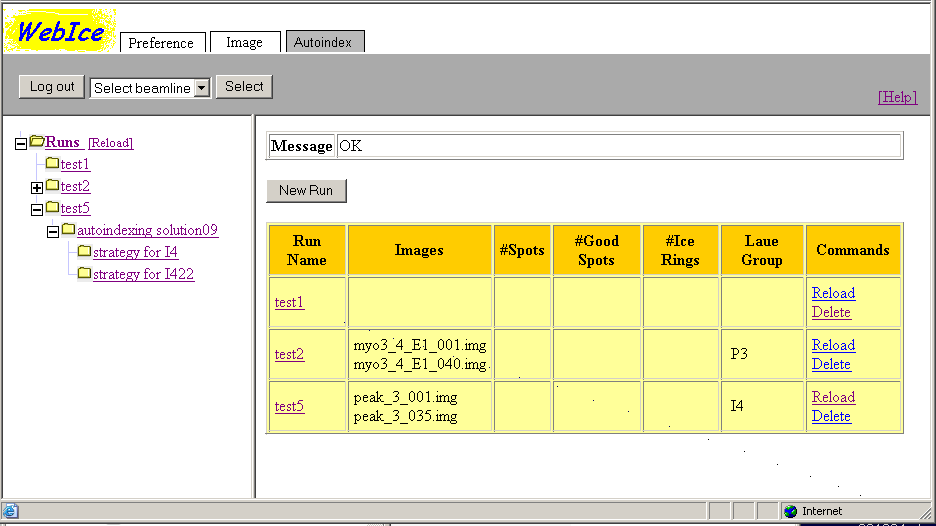 WebIce
Preference
Image
Autoindex
Log out
Select beamline
Select
[Help]
Runs [Reload]
test1
test2
test5
autoindexing solution09
strategy for I4
strategy for I422
Message OK
New Run
Run Name Images #Spots #Good Spots #Ice Rings Laue Group Commands
test1
Reload
Delete
test2
myo3_4_E1_001.img
myo3_4_E1_040.img
P3
Reload
Delete
test5
peak_3_001.img
peak_3_035.img
I4
Reload
Delete
Internet